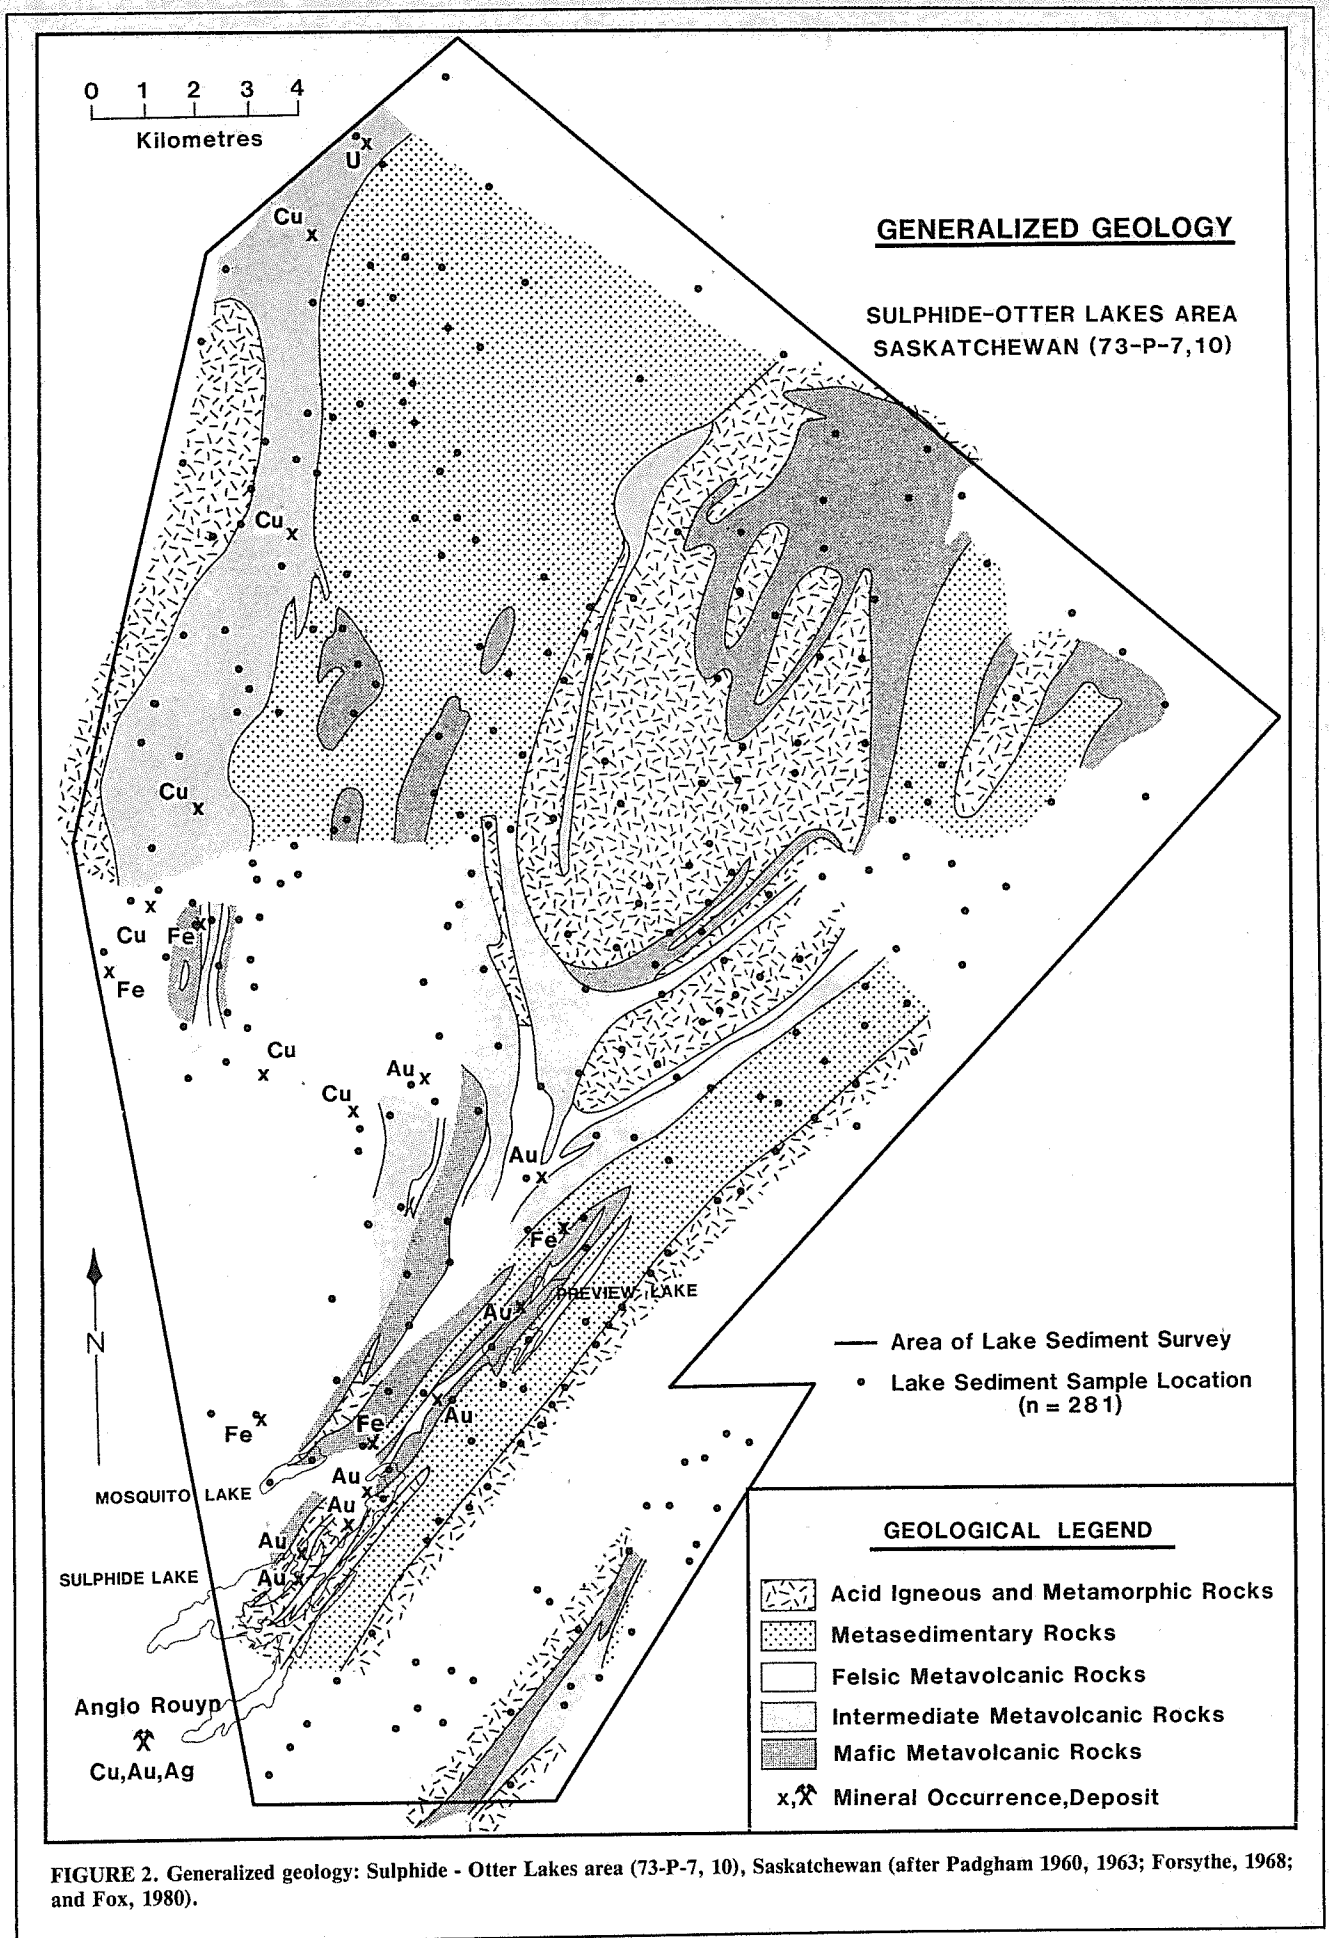 0 1 2 3 4
Kilometres
U
Cu
GENERALIZED GEOLOGY
SULPHIDE-OTTER LAKES AREA
SASKATCHEWAN (73-P-7,10)
Cu
Cu
Cu
Fe
Fe
Cu
Au
Cu
Au
Fe
PREVIEW LAKE
Au
N
Area of Lake Sediment Survey
Lake Sediment Sample Location
(n = 281)
Au
Fe
Fe
Au
MOSQUITO LAKE
Au
Au
SULPHIDE LAKE
Au
Anglo Rouyn
Cu,Au,Ag
GEOLOGICAL LEGEND
Acid Igneous and Metamorphic Rocks
Metasedimentary Rocks
Felsic Metavolcanic Rocks
Intermediate Metavolcanic Rocks
Mafic Metavolcanic Rocks
x, Mineral Occurrence,Deposit
FIGURE 2. Generalized geology: Sulphide - Otter Lakes area (73-P-7, 10), Saskatchewan (after Padgham 1960, 1963; Forsythe, 1968;
and Fox, 1980).